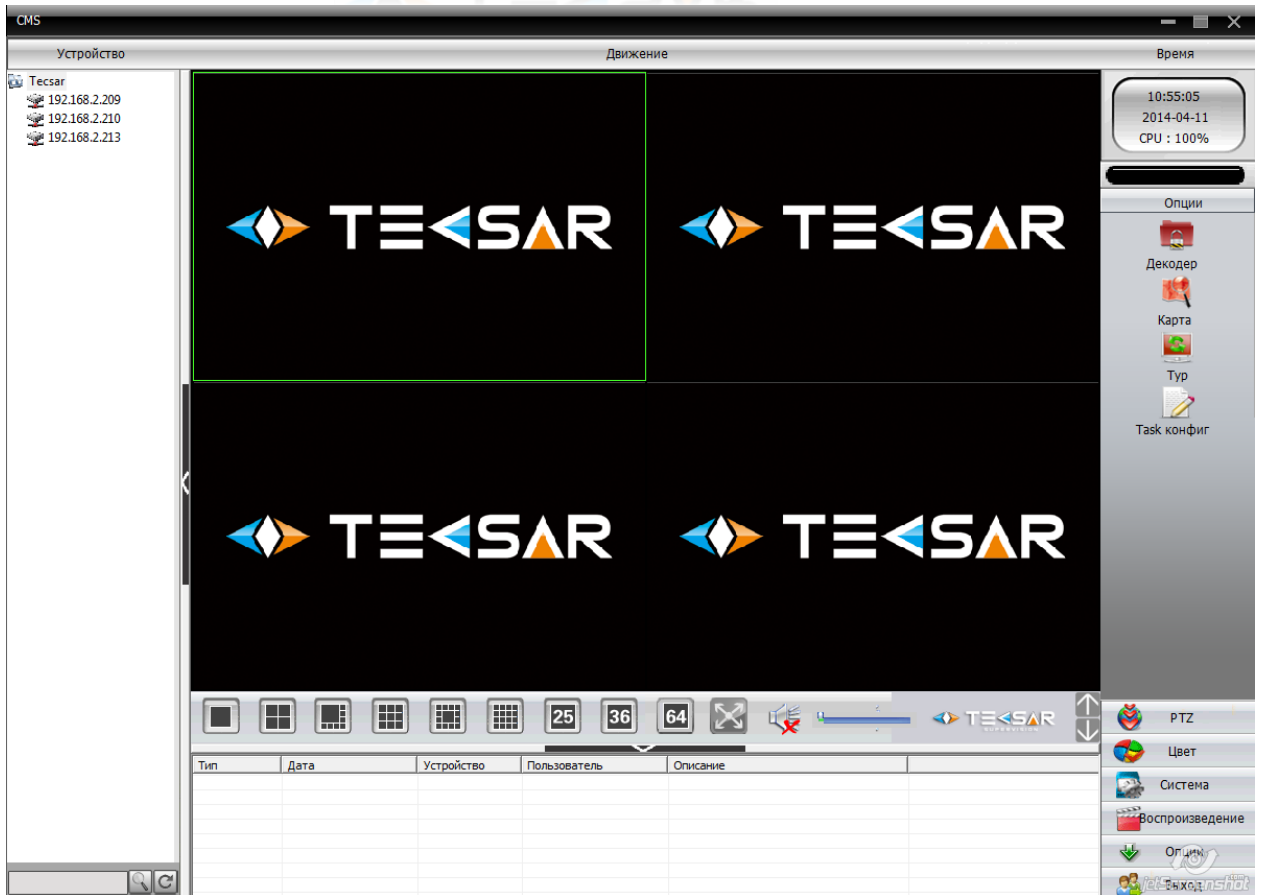 CMS
Устройство
Движение
Время
Tecsar
192.168.2.209
192.168.2.210
192.168.2.213
TECSAR
TECSAR
TECSAR
TECSAR
10:55:05
2014-04-11
CPU : 100%
Опции
Декодер
Карта
Тур
Task конфиг
25
36
64
TECSAR
PTZ
Цвет
Система
Воспроизведение
Опции
Выход
Тип
Дата
Устройство
Пользователь
Описание